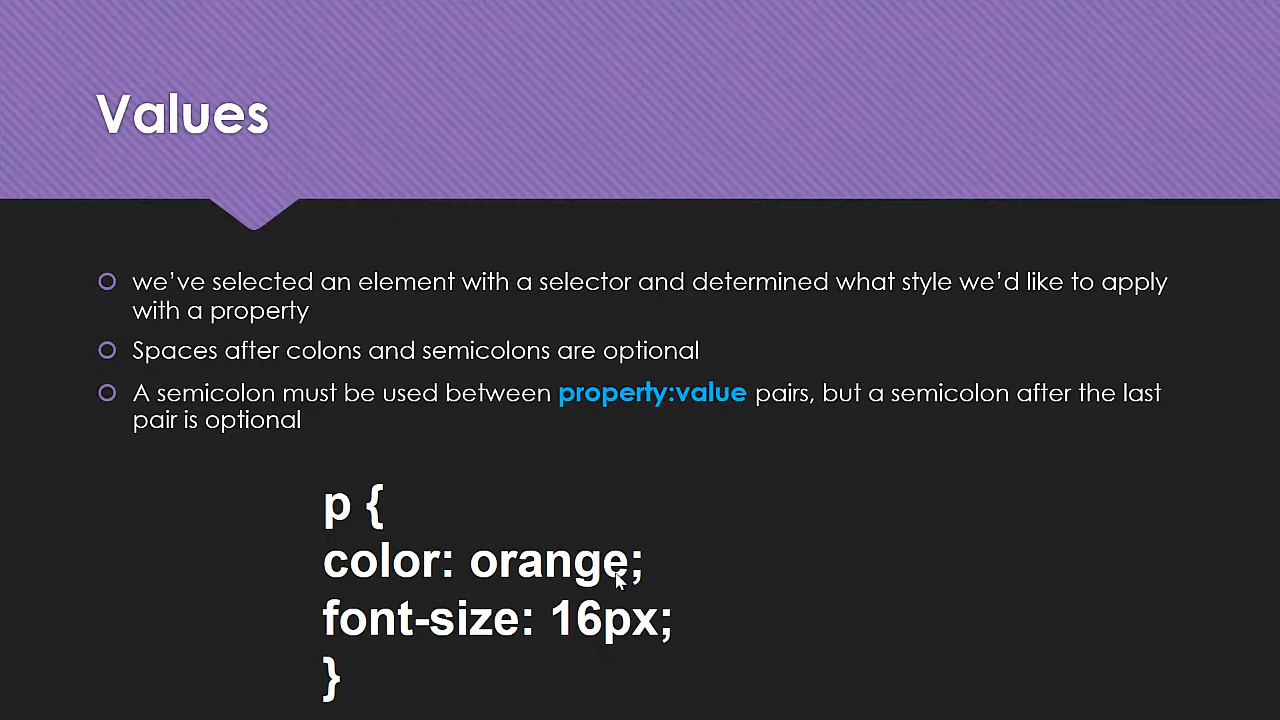 Values
we’ve selected an element with a selector and determined what style we’d like to apply
with a property
Spaces after colons and semicolons are optional
A semicolon must be used between property:value pairs, but a semicolon after the last
pair is optional
p {
color: orange;
font-size: 16px;
}